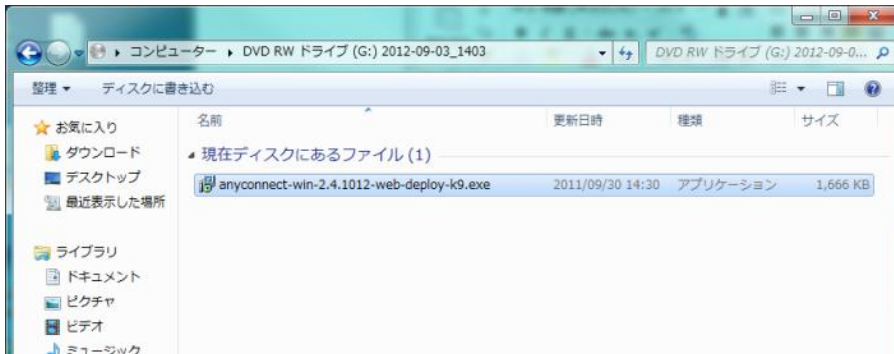 コンピューター ▸ DVD RW ドライブ (G:) 2012-09-03_1403
DVD RW ドライブ (G:) 2012-09-0...
整理 ディスクに書き込む
名前 更新日時 種類 サイズ
お気に入り
ダウンロード
デスクトップ
最近表示した場所
現在ディスクにあるファイル (1)
anyconnect-win-2.4.1012-web-deploy-k9.exe 2011/09/30 14:30 アプリケーション 1,666 KB
ライブラリ
ドキュメント
ピクチャ
ビデオ
ミュージック